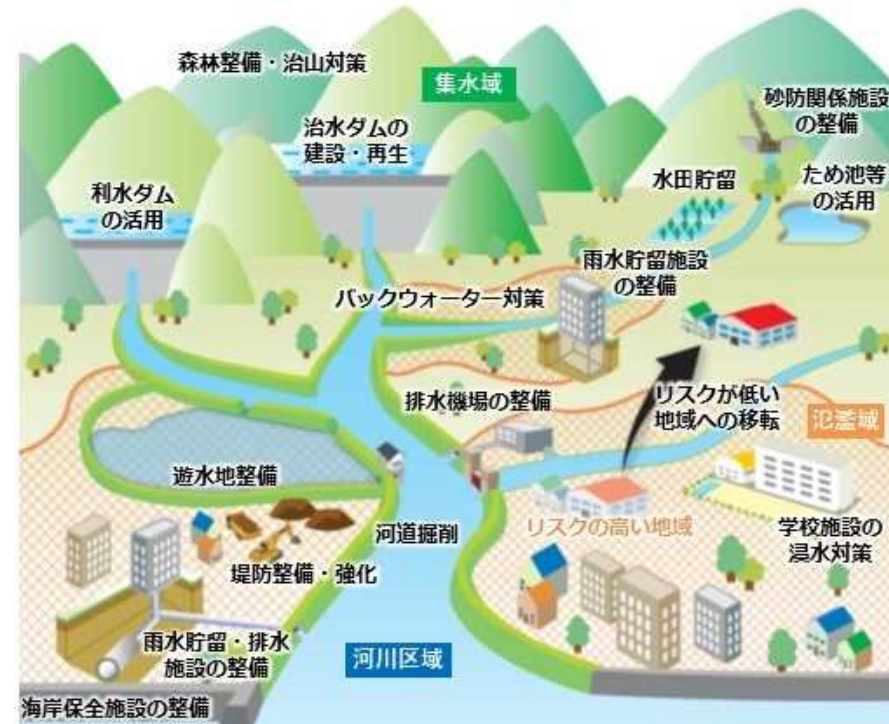 森林整備・治山対策
集水域
砂防関係施設
の整備
治水ダムの
建設・再生
水田貯留
ため池等
の活用
利水ダム
の活用
雨水貯留施設
の整備
バックウォーター対策
排水機場の整備
リスクが低い
地域への移転
氾濫域
遊水地整備
河道掘削
リスクの高い地域
学校施設の
浸水対策
堤防整備・強化
雨水貯留・排水
施設の整備
河川区域
海岸保全施設の整備